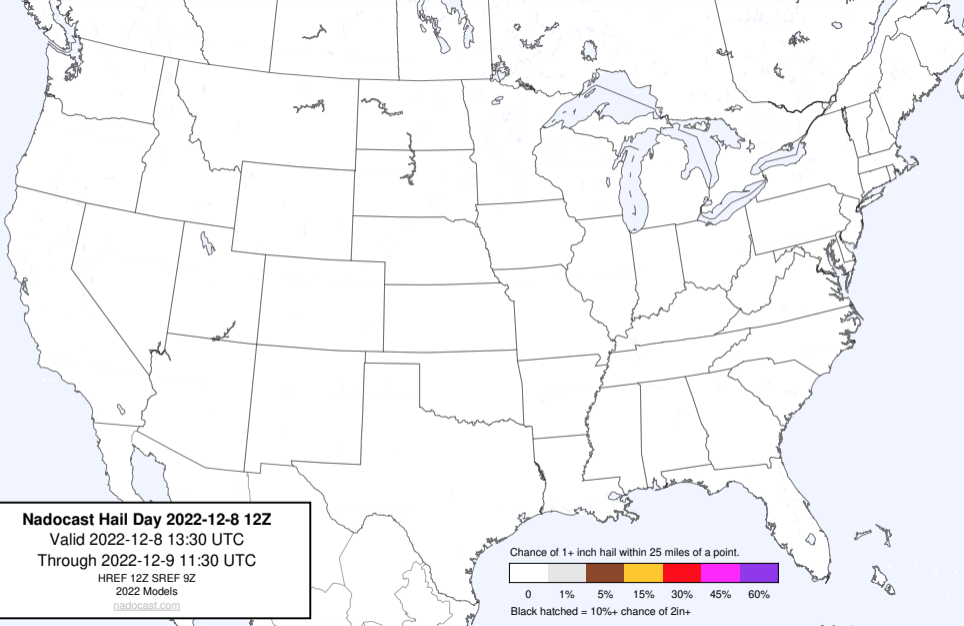 Nadocast Hail Day 2022-12-8 12Z
Valid 2022-12-8 13:30 UTC
Through 2022-12-9 11:30 UTC
HREF 12Z SREF 9Z
2022 Models
nadocast.com
Chance of 1+ inch hail within 25 miles of a point.
0 1% 5% 15% 30% 45% 60%
Black hatched = 10%+ chance of 2in+